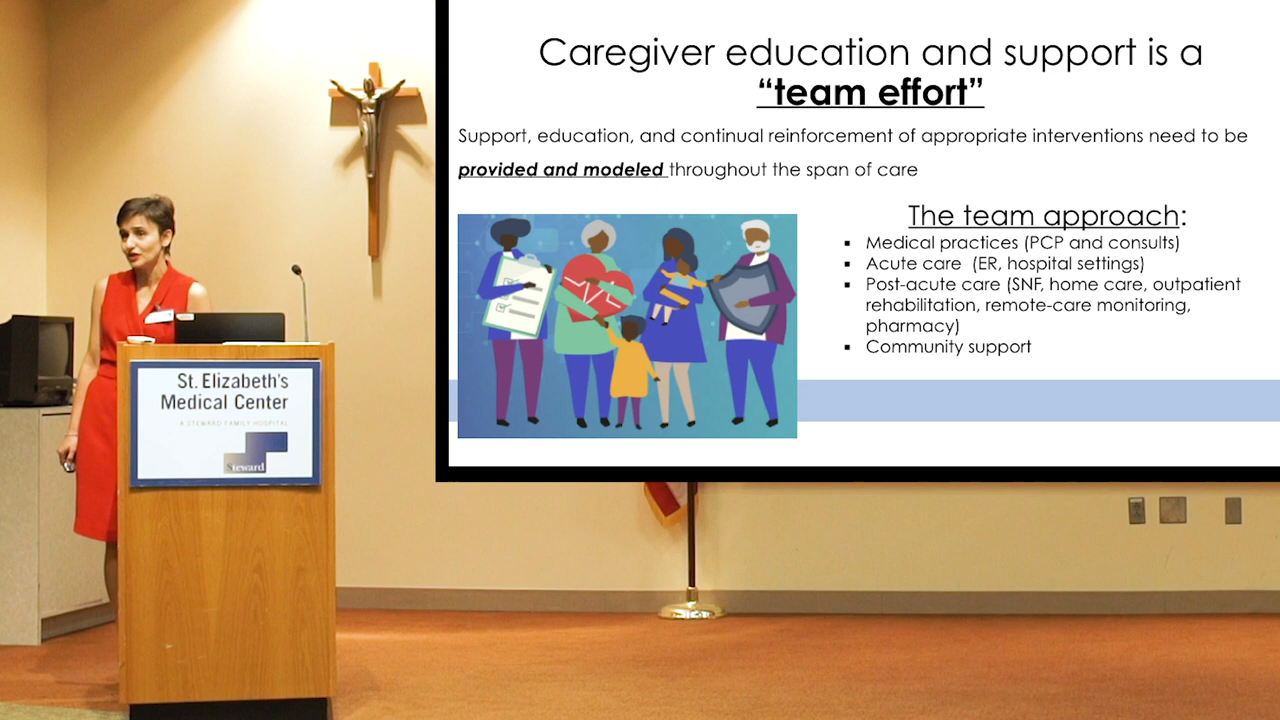 Caregiver education and support is a
“team effort”
Support, education, and continual reinforcement of appropriate interventions need to be
provided and modeled throughout the span of care
The team approach:
▪ Medical practices (PCP and consults)
▪ Acute care (ER, hospital settings)
▪ Post-acute care (SNF, home care, outpatient
rehabilitation, remote-care monitoring,
pharmacy)
▪ Community support
St. Elizabeth's
Medical Center
A STEWARD FAMILY HOSPITAL
Steward